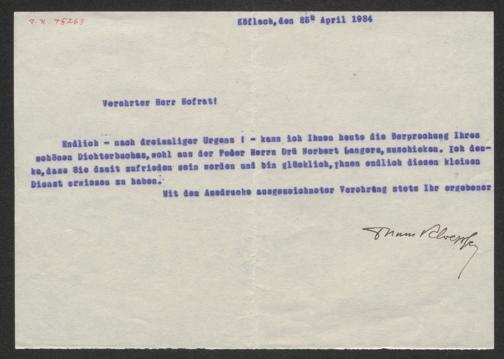 Köflach, den 25° April 1934
Verehrter Herr Hofrat!
Endlich - nach dreimaliger Urgens ! - kann ich Ihnen heute die Besprechung Ihres
schönen Dichterbuches, wohl aus der Feder Herrn Drü Norbert Langers, zuschicken. Ich den-
ke, dass Sie damit zufrieden sein werden und bin glücklich, ihnen endlich diesen kleinen
Dienst erwiesen zu haben.
Mit dem Ausdrucke ausgezeichneter Verehrung stets Ihr ergebener